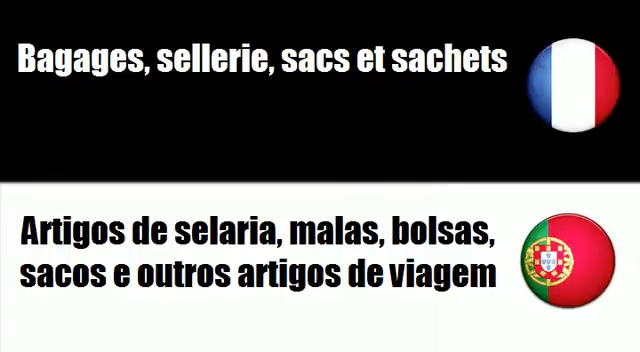 Bagages, sellerie, sacs et sachets
Artigos de selaria, malas, bolsas,
sacos e outros artigos de viagem